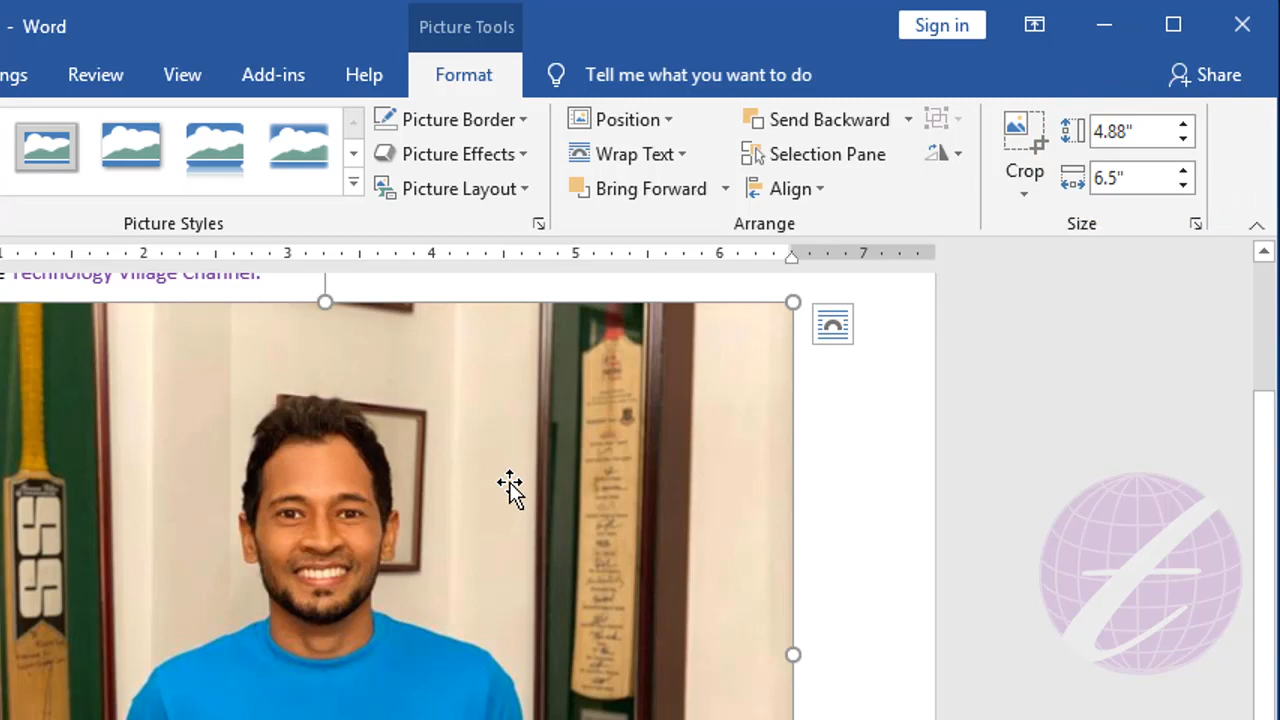 - Word
Picture Tools
Sign in
ngs
Review
View
Add-ins
Help
Format
Tell me what you want to do
Share
Picture Border
Picture Effects
Picture Layout
Picture Styles
Position
Wrap Text
Bring Forward
Send Backward
Selection Pane
Align
Arrange
Crop
4.88"
6.5"
Size
1 2 3 4 5 6 7
Technology Village Channel.